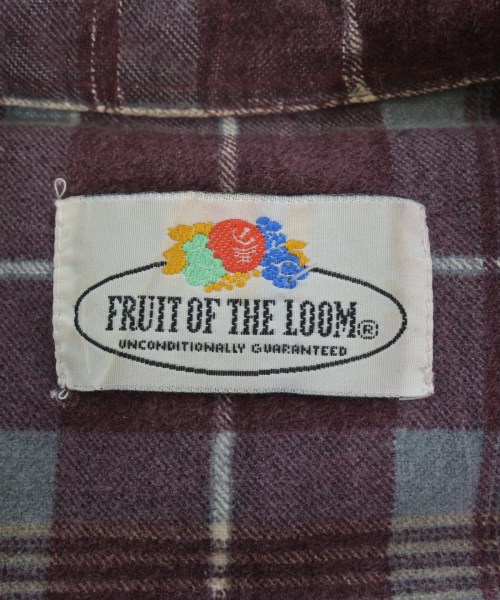 FRUIT OF THE LOOM®
UNCONDITIONALLY GUARANTEED